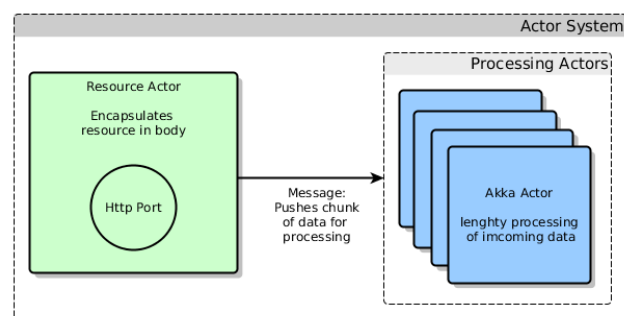 Actor System
Processing Actors
Resource Actor
Encapsulates
resource in body
Http Port
Message:
Pushes chunk
of data for
processing
Akka Actor
lenghty processing
of imcoming data